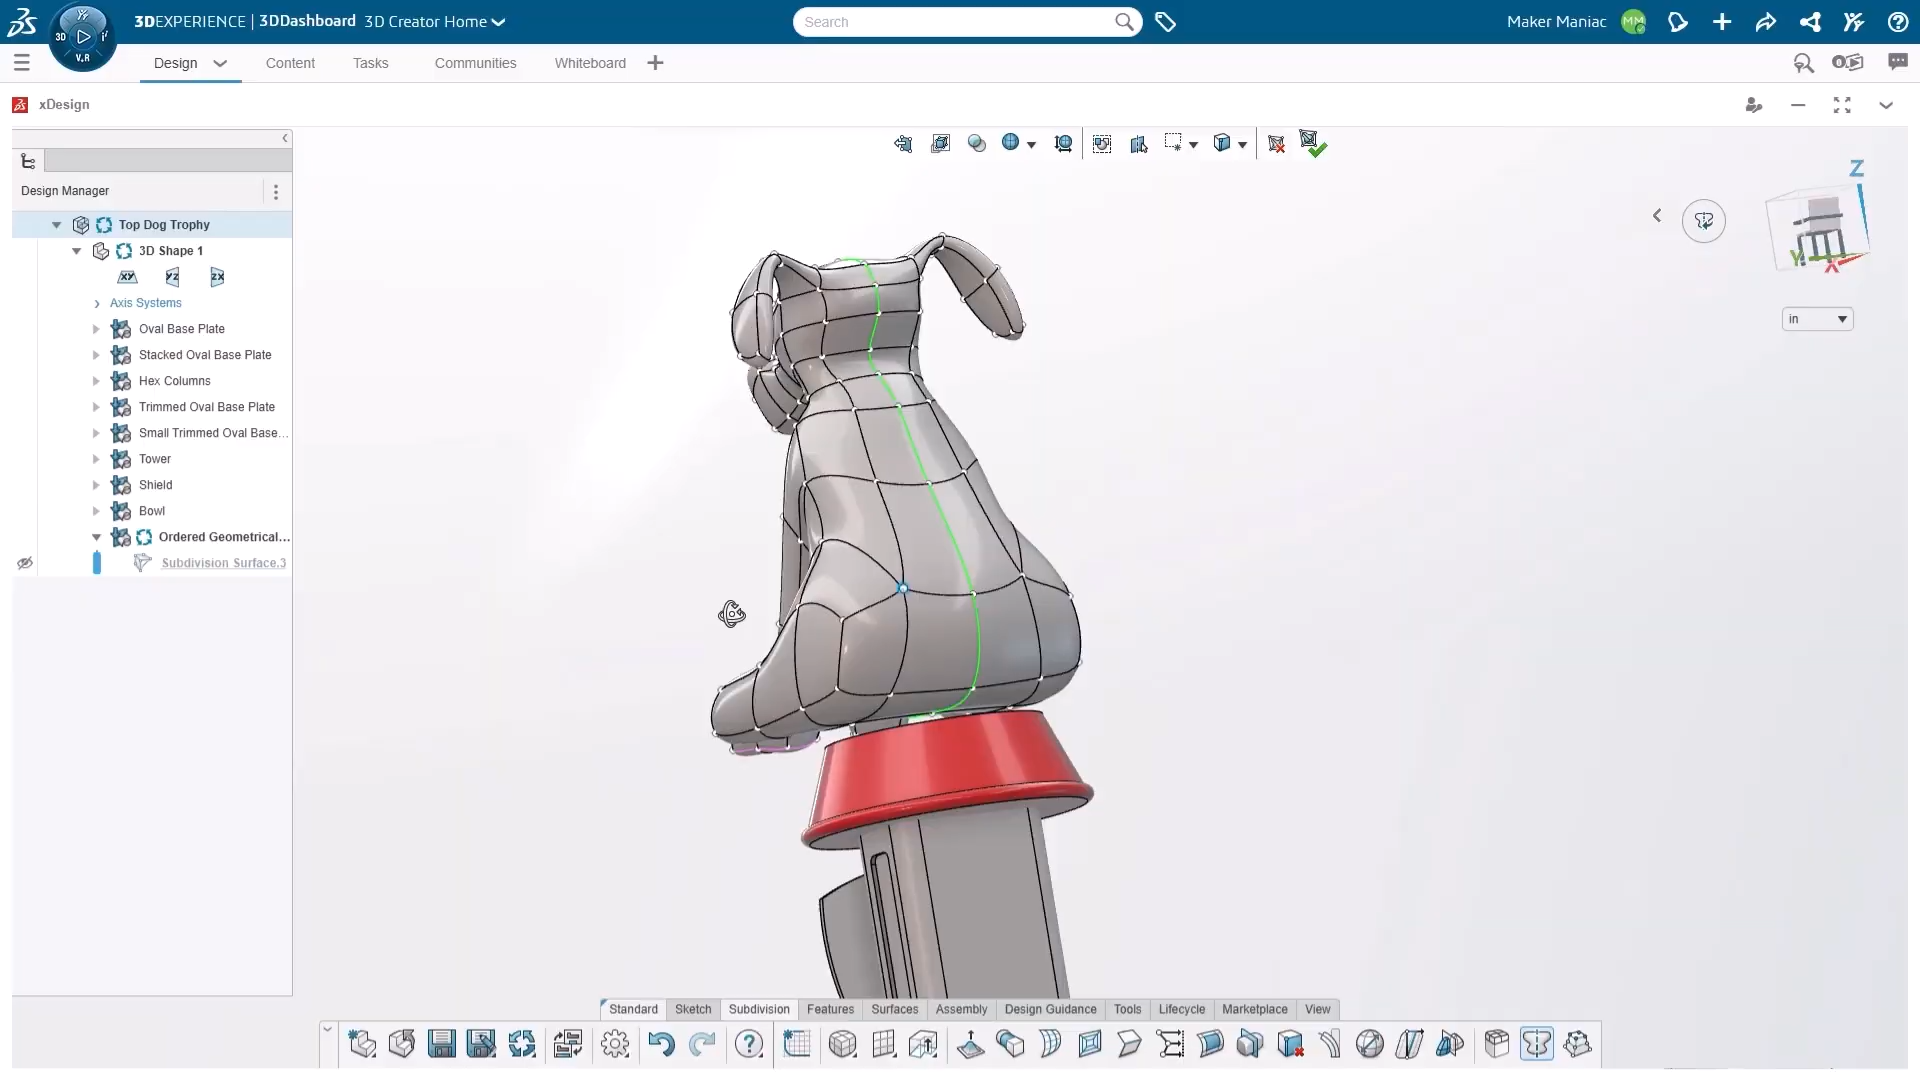 3DEXPERIENCE | 3DDashboard 3D Creator Home
Search
Maker Maniac
MM
3D
V.R
Design
Content
Tasks
Communities
Whiteboard
xDesign
Design Manager
Top Dog Trophy
3D Shape 1
XY YZ ZX
Axis Systems
Oval Base Plate
Stacked Oval Base Plate
Hex Columns
Trimmed Oval Base Plate
Small Trimmed Oval Base...
Tower
Shield
Bowl
Ordered Geometrical...
Subdivision Surface.3
Z
Y
X
in
Standard
Sketch
Subdivision
Features
Surfaces
Assembly
Design Guidance
Tools
Lifecycle
Marketplace
View